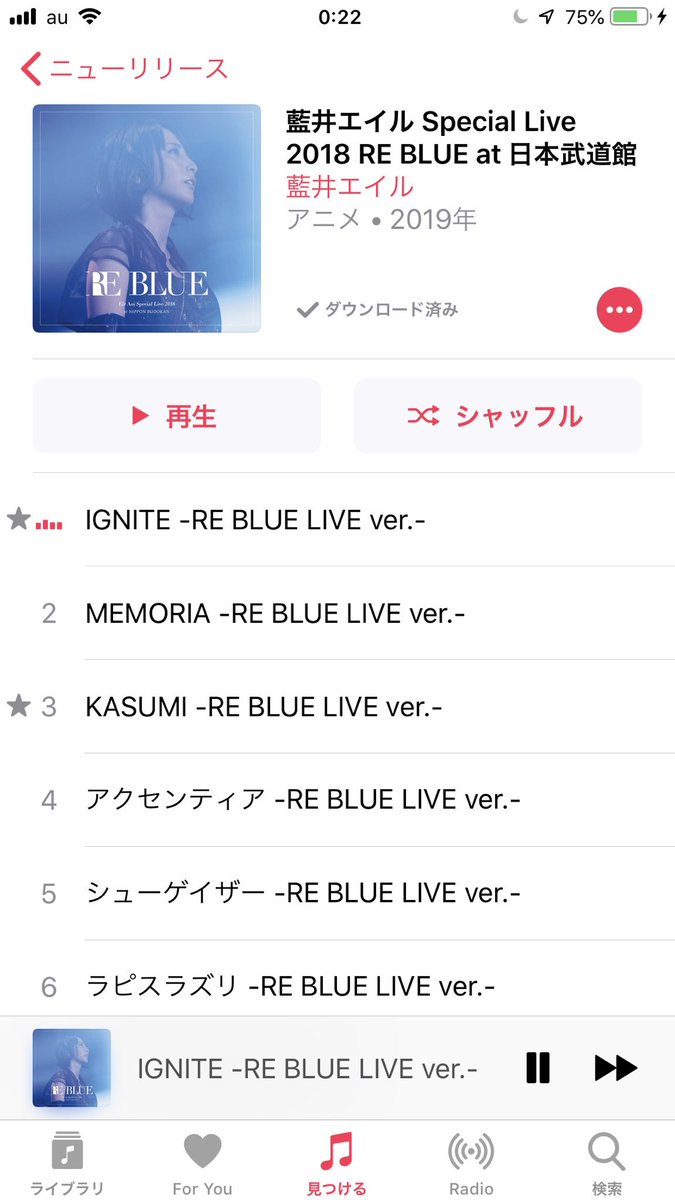 au 0:22 75%
ニューリリース
藍井エイル Special Live
2018 RE BLUE at 日本武道館
藍井エイル
アニメ • 2019年
RE BLUE
Eir Aoi Special Live 2018
at NIPPON BUDOKAN
ダウンロード済み
再生 シャッフル
IGNITE -RE BLUE LIVE ver.-
2 MEMORIA -RE BLUE LIVE ver.-
3 KASUMI -RE BLUE LIVE ver.-
4 アクセンティア -RE BLUE LIVE ver.-
5 シューゲイザー -RE BLUE LIVE ver.-
6 ラピスラズリ -RE BLUE LIVE ver.-
RE BLUE
IGNITE -RE BLUE LIVE ver.-
ライブラリ For You 見つける Radio 検索